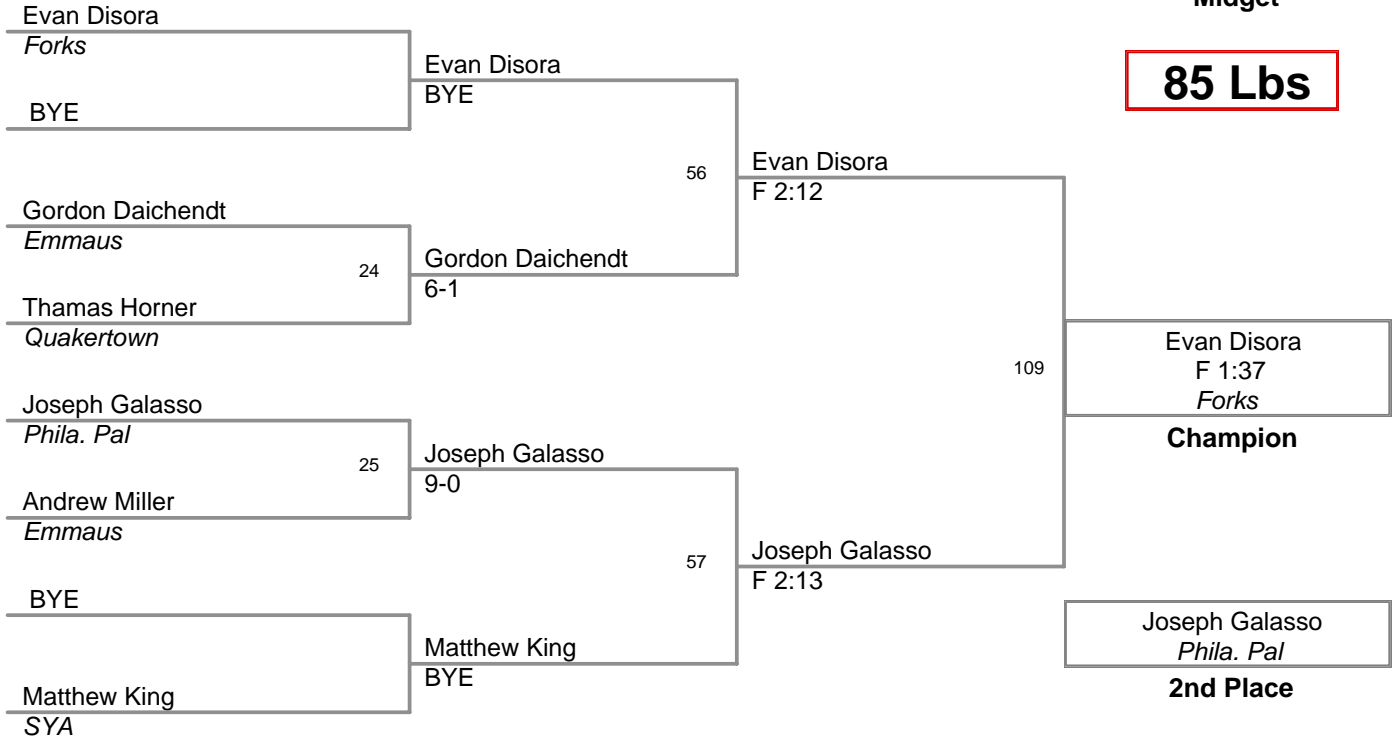 Midget
85 Lbs
Evan Disora
Forks
BYE
Gordon Daichendt
Emmaus
24
Thamas Horner
Quakertown
Joseph Galasso
Phila. Pal
25
Andrew Miller
Emmaus
BYE
Matthew King
SYA
Evan Disora
BYE
56
Gordon Daichendt
6-1
Joseph Galasso
9-0
57
Matthew King
BYE
Evan Disora
F 2:12
109
Joseph Galasso
F 2:13
Evan Disora
F 1:37
Forks
Champion
Joseph Galasso
Phila. Pal
2nd Place